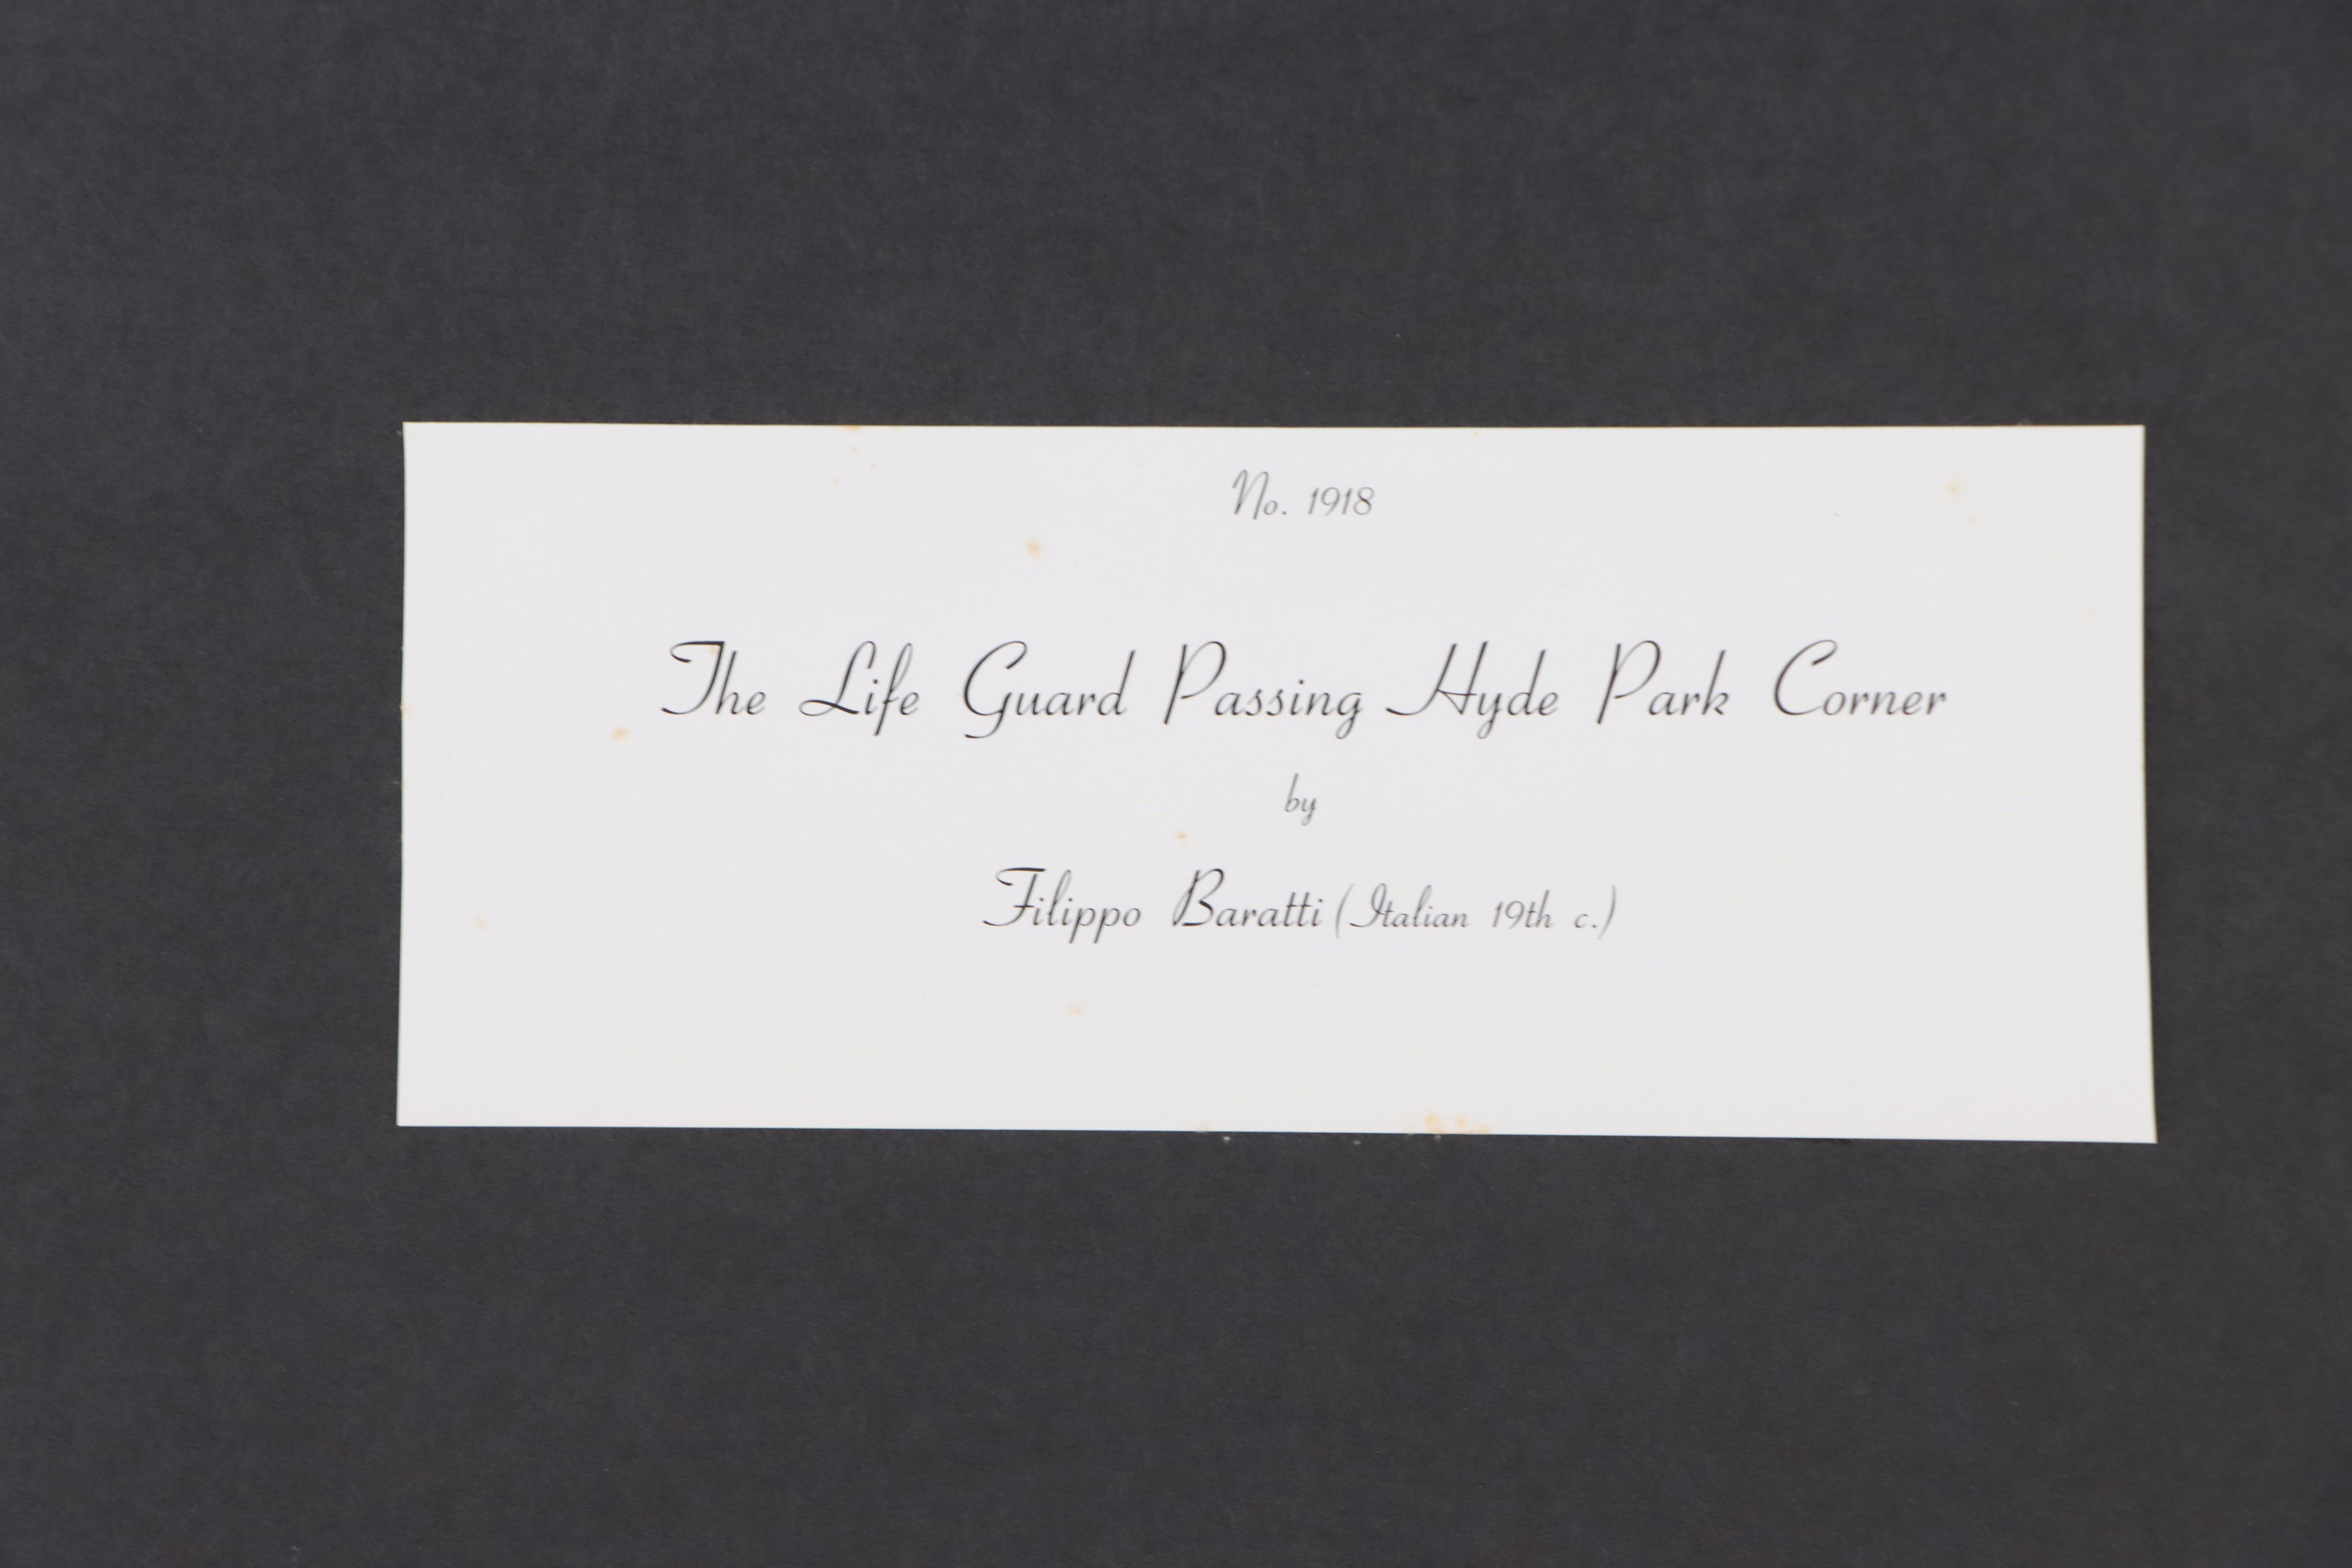 No. 1918
The Life Guard Passing Hyde Park Corner
by
Filippo Baratti (Italian 19th c.)